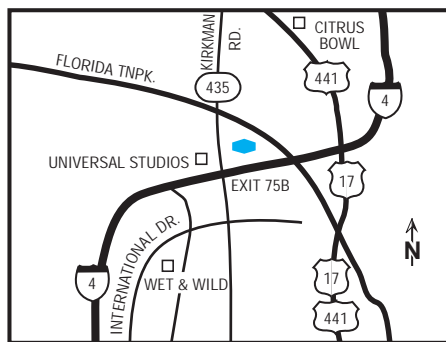 CITRUS
BOWL
KIRKMAN
RD.
FLORIDA TNPK.
441
435
4
UNIVERSAL STUDIOS
EXIT 75B
17
INTERNATIONAL DR.
N
WET & WILD
4
17
441